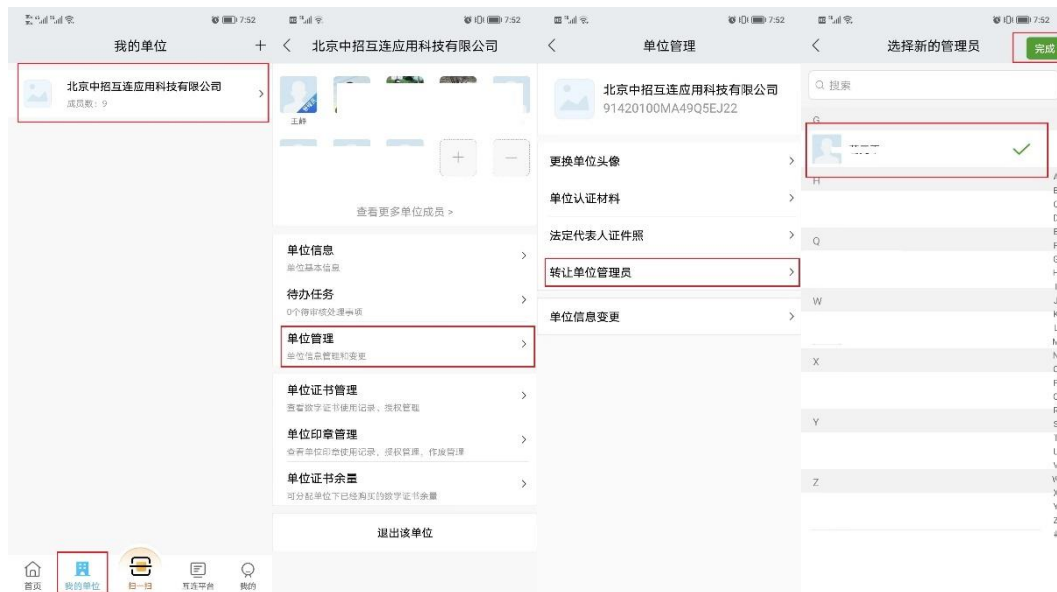 7:52
我的单位
+
北京中招互连应用科技有限公司
成员数：9
首页
我的单位
扫一扫
互连平台
我的
7:52
北京中招互连应用科技有限公司
王峰
查看更多单位成员 >
单位信息
单位基本信息
待办任务
0个待审核处理事项
单位管理
单位信息管理和变更
单位证书管理
查看数字证书使用记录、授权管理
单位印章管理
查看单位印章使用记录、授权管理、作废管理
单位证书余量
可分配单位下已经购买的数字证书余量
退出该单位
7:52
单位管理
北京中招互连应用科技有限公司
91420100MA49Q5EJ22
更换单位头像
单位认证材料
法定代表人证件照
转让单位管理员
单位信息变更
7:52
选择新的管理员
完成
搜索
G
H
Q
W
X
Y
Z